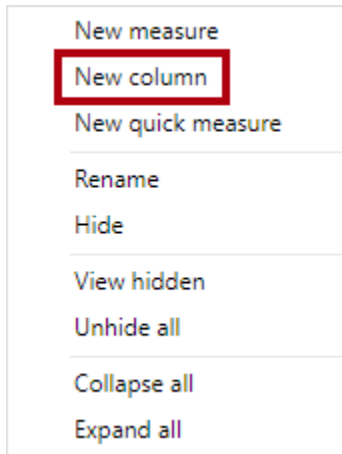 New measure
New column
New quick measure
Rename
Hide
View hidden
Unhide all
Collapse all
Expand all